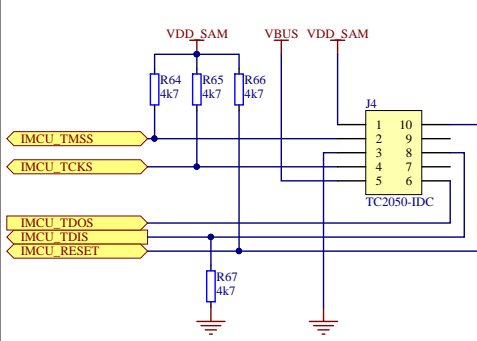 VDD_SAM VBUS VDD_SAM
R64 R65 R66
4k7 4k7 4k7
J4
1 10
IMCU_TMSS 2 9
3 8
IMCU_TCKS 4 7
5 6
TC2050-IDC
IMCU_TDOS
IMCU_TDIS
IMCU_RESET
R67
4k7